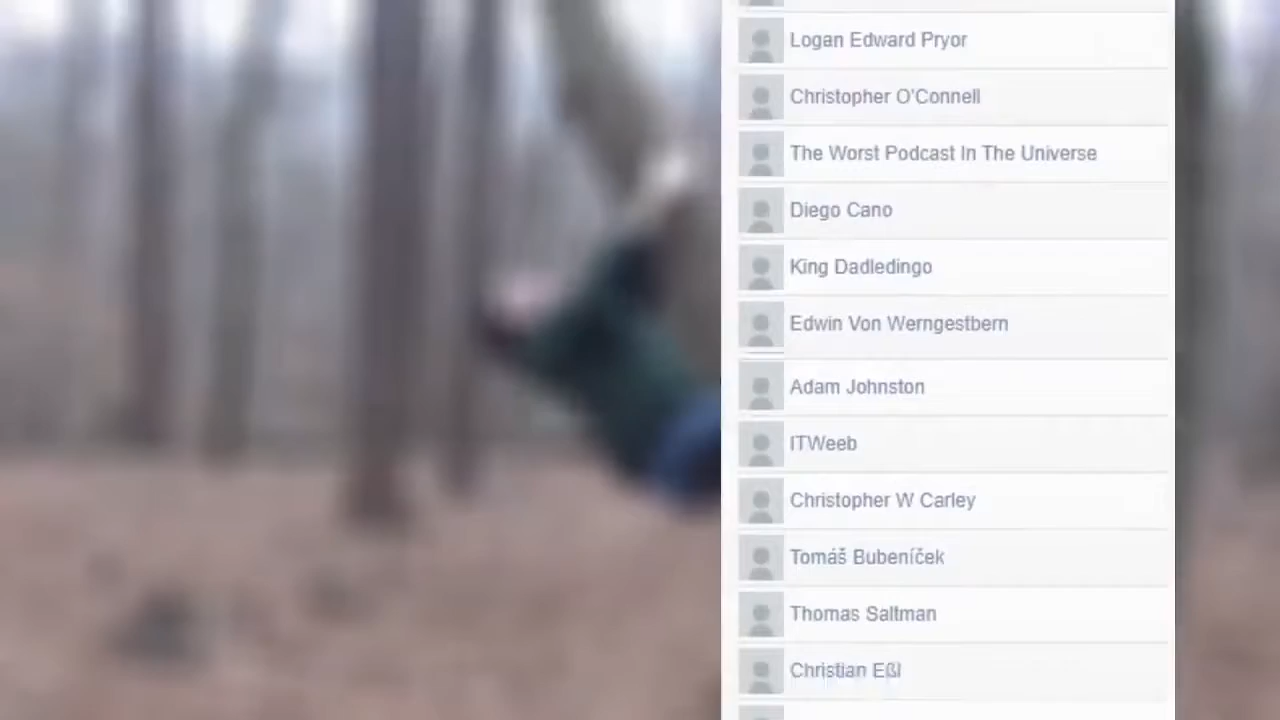 Logan Edward Pryor
Christopher O'Connell
The Worst Podcast In The Universe
Diego Cano
King Dadledingo
Edwin Von Werngestbern
Adam Johnston
ITWeeb
Christopher W Carley
Tomáš Bubeníček
Thomas Saltman
Christian Eßl